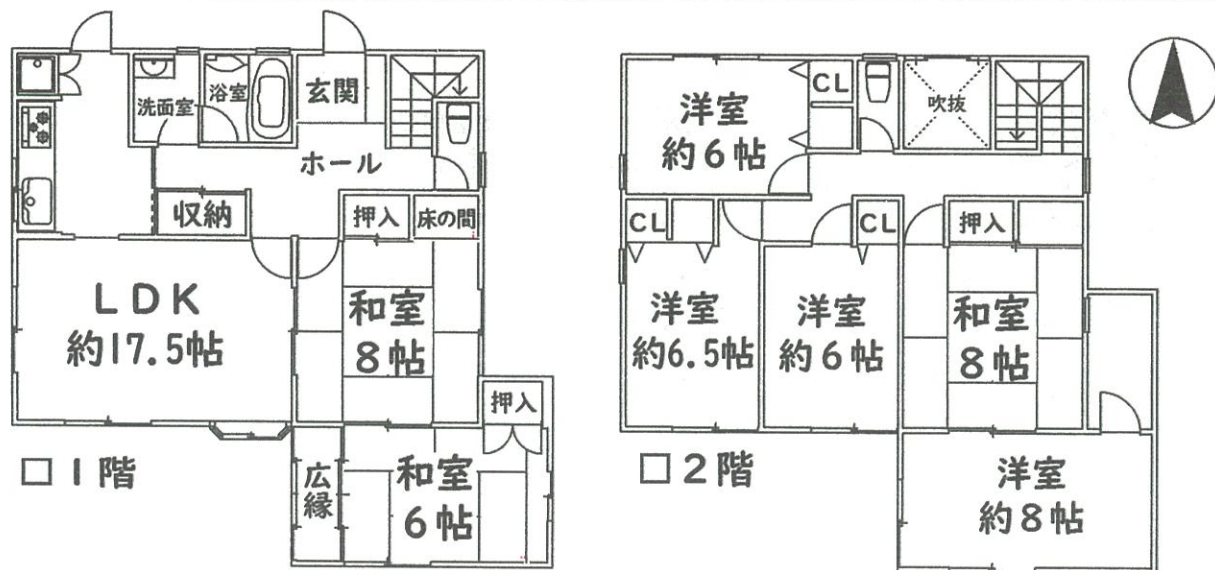 洗面室
浴室
玄関
ホール
収納
押入
床の間
LDK
約17.5帖
和室
8帖
押入
広縁
和室
6帖
□1階
洋室
約6帖
CL
吹抜
CL
CL
押入
洋室
約6.5帖
洋室
約6帖
和室
8帖
洋室
約8帖
□2階